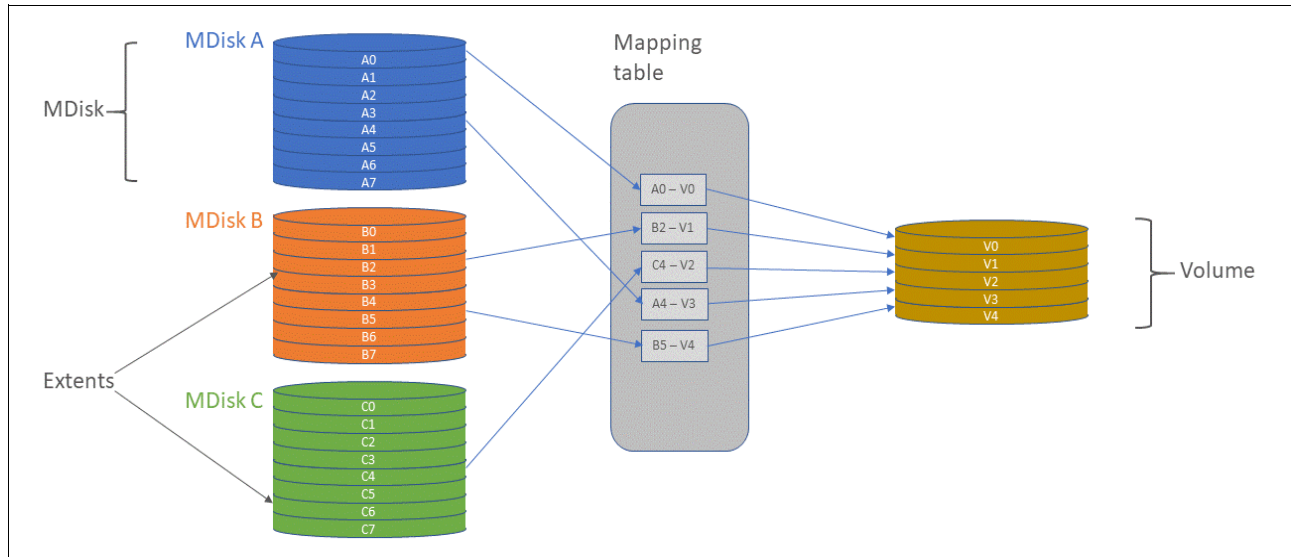 MDisk
MDisk A
A0
A1
A2
A3
A4
A5
A6
A7
MDisk B
B0
B1
B2
B3
B4
B5
B6
B7
Extents
MDisk C
C0
C1
C2
C3
C4
C5
C6
C7
Mapping
table
A0 – V0
B2 – V1
C4 – V2
A4 – V3
B5 – V4
V0
V1
V2
V3
V4
Volume